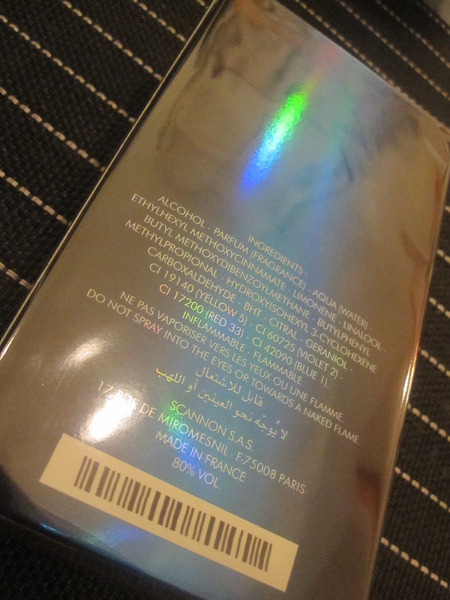 INGREDIENTS :
ALCOHOL - PARFUM (FRAGRANCE) - AQUA (WATER)
ETHYLHEXYL METHOXYCINNAMATE - LIMONENE - LINALOOL
BUTYL METHOXYDIBENZOYLMETHANE - BUTYLPHENYL
METHYLPROPIONAL - HYDROXYISOHEXYL 3-CYCLOHEXENE
CARBOXALDEHYDE - BHT - CITRAL - GERANIOL -
CI 19140 (YELLOW 5) - CI 60725 (VIOLET 2) -
CI 17200 (RED 33) - CI 42090 (BLUE 1).
INFLAMMABLE - FLAMMABLE
NE PAS VAPORISER VERS LES YEUX OU UNE FLAMME
DO NOT SPRAY INTO THE EYES OR TOWARDS A NAKED FLAME
قابل للاشتعال
لا يُوجّه نحو العينين أو اللهب
SCANNON S.A.S.
DE MIROMESNIL - F-75008 PARIS
MADE IN FRANCE
80% VOL.